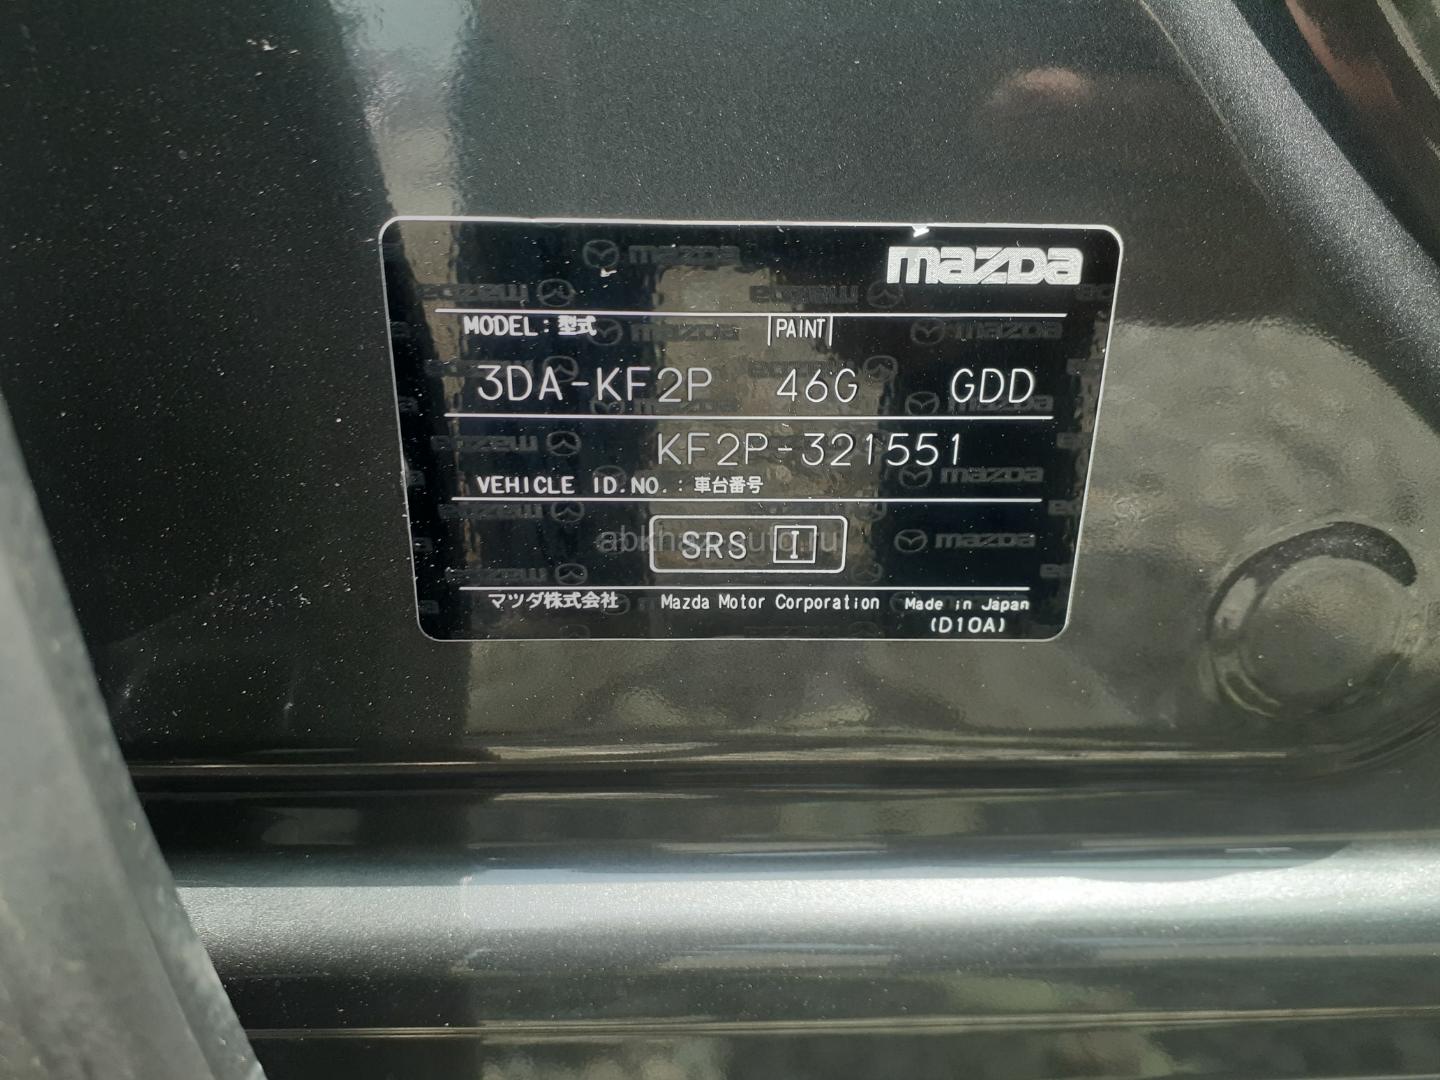 mazda
MODEL : 型式 PAINT
3DA-KF2P 46G GDD
KF2P-321551
VEHICLE ID.NO. : 車台番号
SRS I
マツダ株式会社 Mazda Motor Corporation Made in Japan
(D10A)